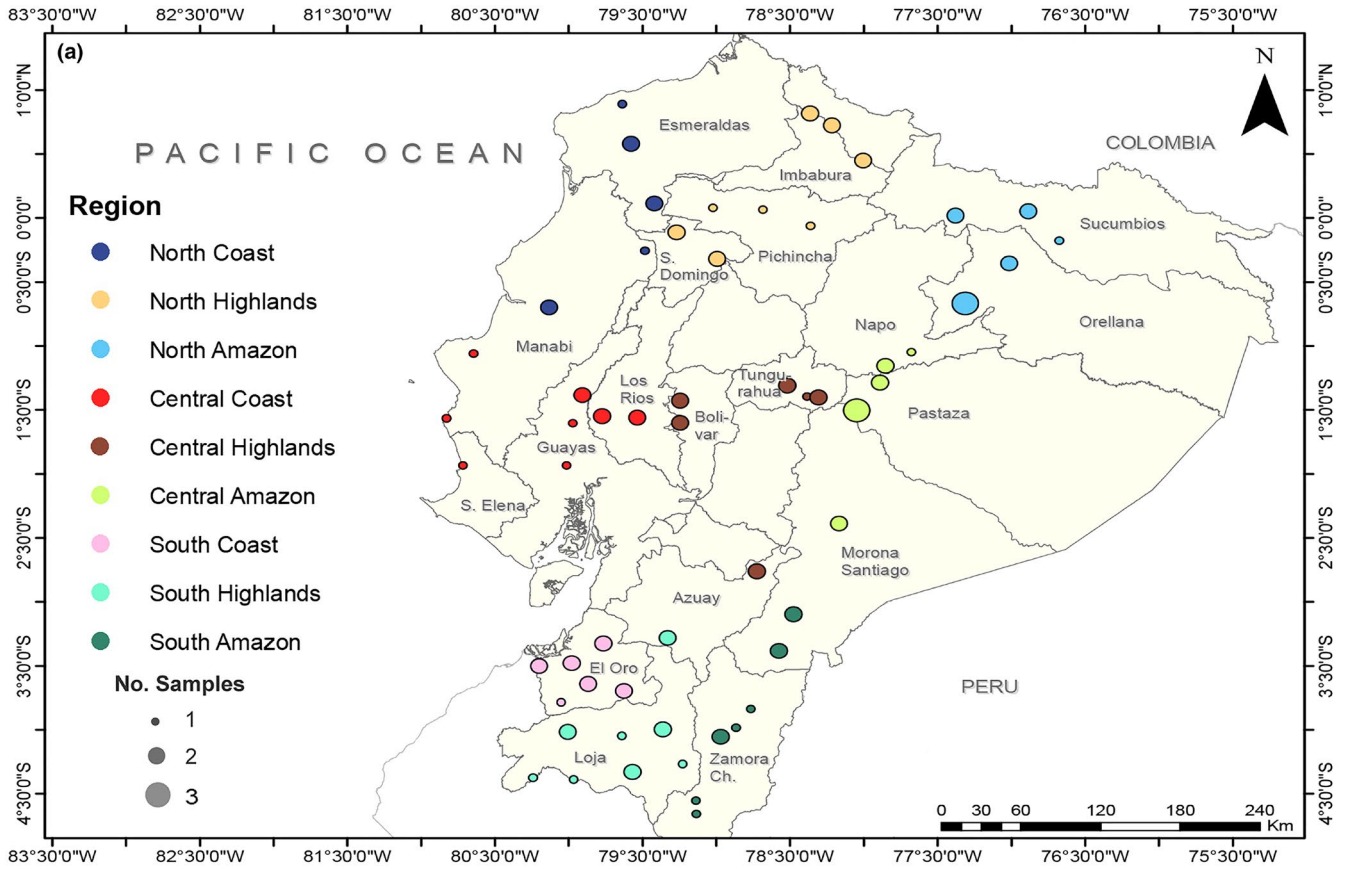 83°30'0"W 82°30'0"W 81°30'0"W 80°30'0"W 79°30'0"W 78°30'0"W 77°30'0"W 76°30'0"W 75°30'0"W
(a)
N
1°0'0"N
1°0'0"N
PACIFIC OCEAN
COLOMBIA
Esmeraldas
Imbabura
Region
0°0'0"
0°0'0"
Sucumbios
North Coast
S.
Domingo
Pichincha
North Highlands
0°30'0"S
0°30'0"S
Napo
Orellana
North Amazon
Manabi
Tungu-
rahua
Los
Rios
Central Coast
1°30'0"S
1°30'0"S
Boli-
var
Pastaza
Central Highlands
Guayas
Central Amazon
S. Elena
South Coast
2°30'0"S
2°30'0"S
Morona
Santiago
South Highlands
Azuay
South Amazon
3°30'0"S
3°30'0"S
El Oro
No. Samples
PERU
1
2
3
Loja
Zamora
Ch.
4°30'0"S
4°30'0"S
0 30 60 120 180 240
Km
83°30'0"W 82°30'0"W 81°30'0"W 80°30'0"W 79°30'0"W 78°30'0"W 77°30'0"W 76°30'0"W 75°30'0"W